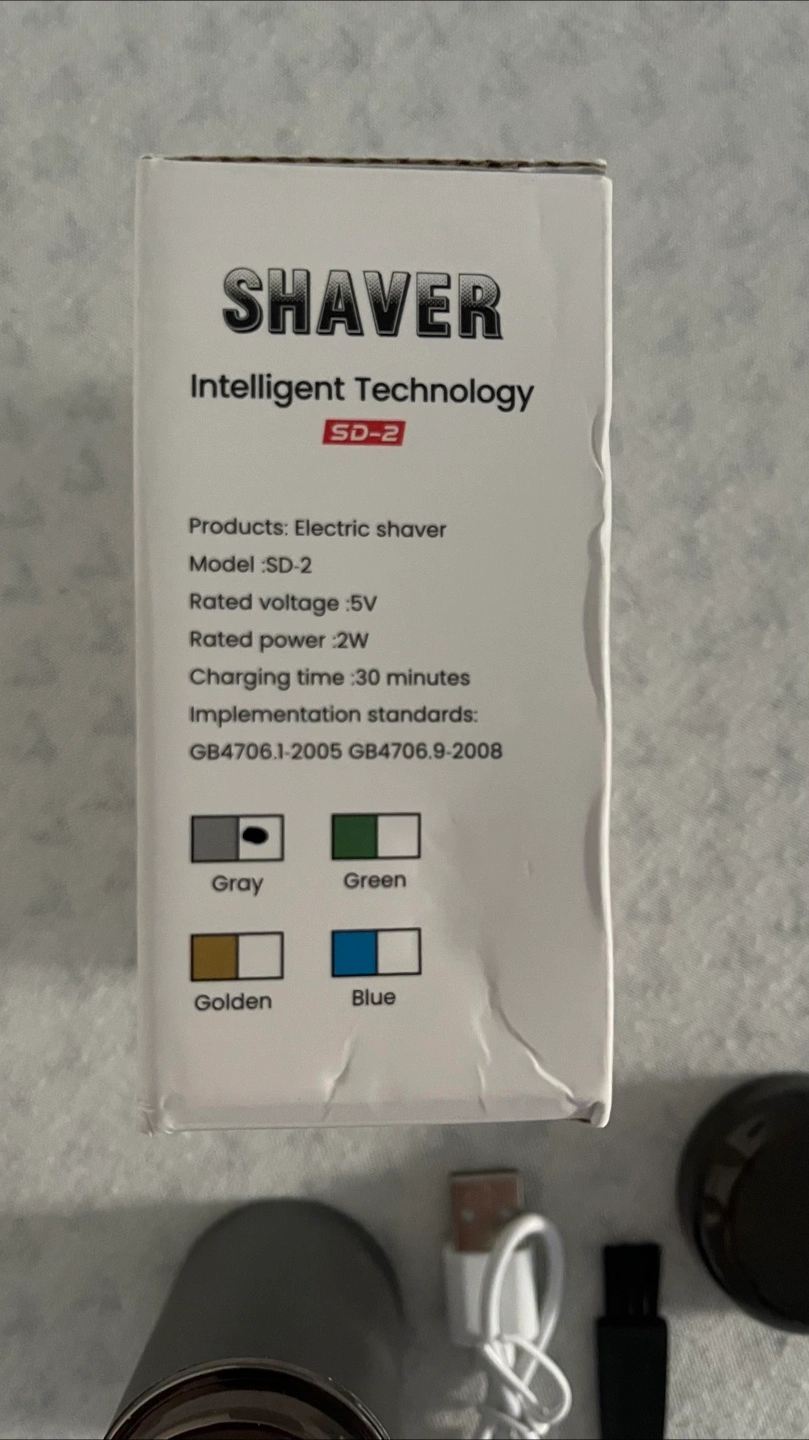 SHAVER
Intelligent Technology
SD-2
Products: Electric shaver
Model :SD-2
Rated voltage :5V
Rated power :2W
Charging time :30 minutes
Implementation standards:
GB4706.1-2005 GB4706.9-2008
Gray Green
Golden Blue